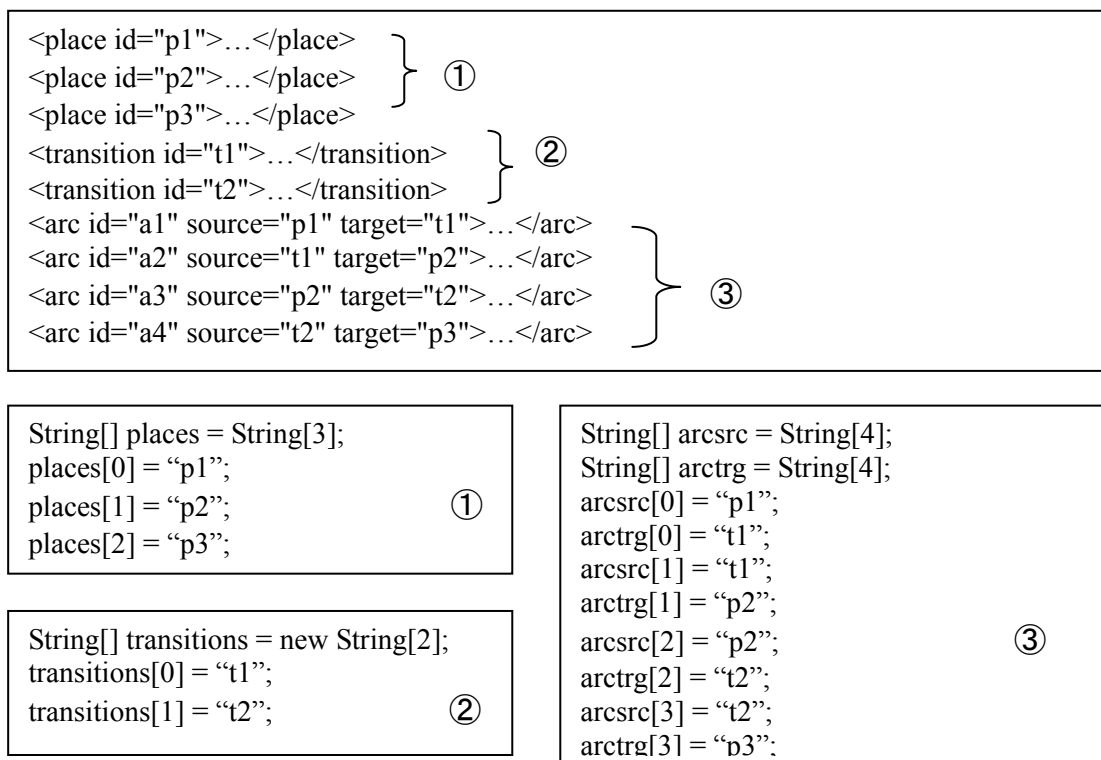 <place id="p1">…</place>
<place id="p2">…</place>
①
<place id="p3">…</place>
<transition id="t1">…</transition>
②
<transition id="t2">…</transition>
<arc id="a1" source="p1" target="t1">…</arc>
<arc id="a2" source="t1" target="p2">…</arc>
<arc id="a3" source="p2" target="t2">…</arc>
③
<arc id="a4" source="t2" target="p3">…</arc>
String[] places = String[3];
places[0] = “p1”;
places[1] = “p2”;
①
places[2] = “p3”;
String[] transitions = new String[2];
transitions[0] = “t1”;
transitions[1] = “t2”;
②
String[] arcsrc = String[4];
String[] arctrg = String[4];
arcsrc[0] = “p1”;
arctrg[0] = “t1”;
arcsrc[1] = “t1”;
arctrg[1] = “p2”;
arcsrc[2] = “p2”;
③
arctrg[2] = “t2”;
arcsrc[3] = “t2”;
arctrg[3] = “p3”;